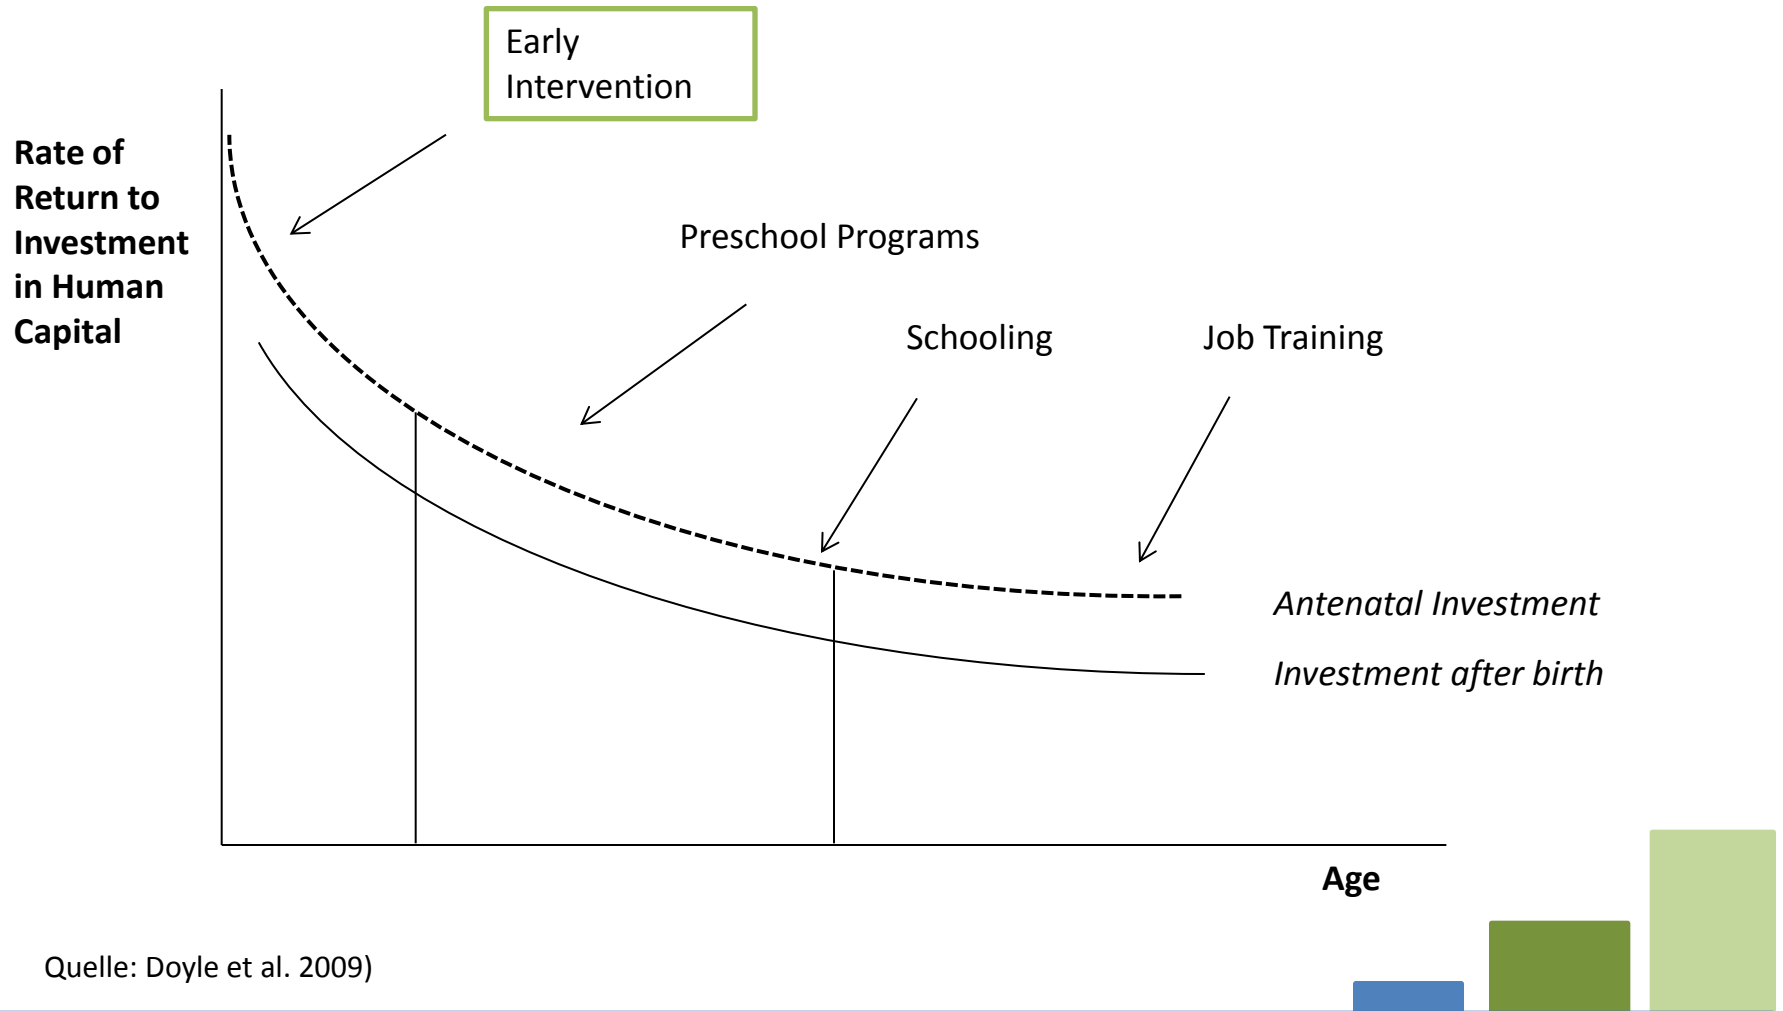 Early
Intervention
Rate of
Return to
Investment
in Human
Capital
Preschool Programs
Schooling
Job Training
Antenatal Investment
Investment after birth
Age
Quelle: Doyle et al. 2009)